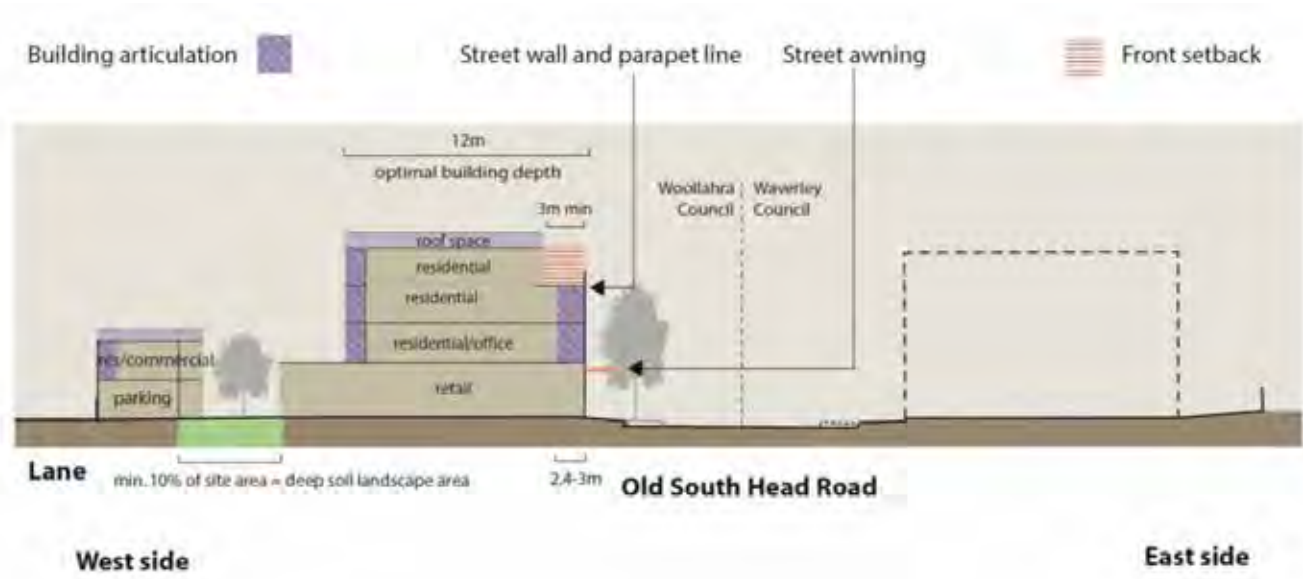 Building articulation
Street wall and parapet line
Street awning
Front setback
12m
optimal building depth
3m min
Woollahra
Council
Waverley
Council
roof space
residential
residential
residential/office
retail
res/commercial
parking
Lane
min. 10% of site area = deep soil landscape area
2.4-3m
Old South Head Road
West side
East side